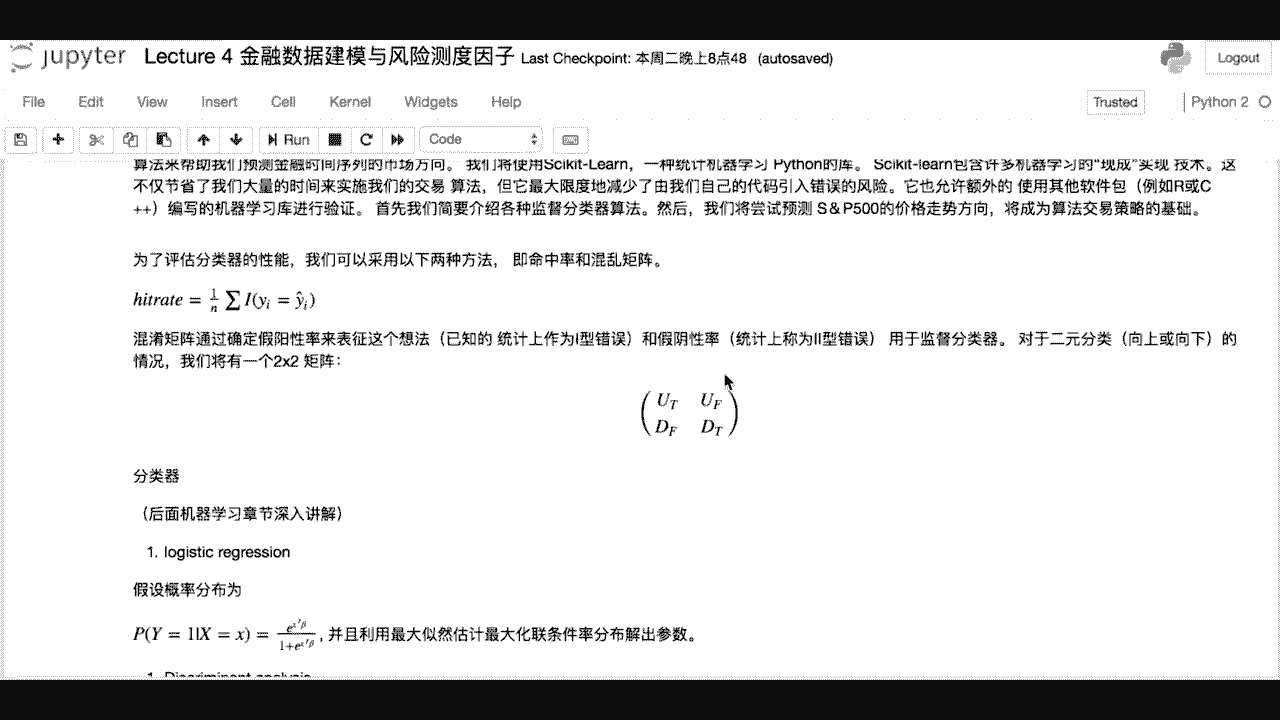 jupyter Lecture 4 金融数据建模与风险测度因子 Last Checkpoint: 本周二晚上8点48 (autosaved) Logout
File Edit View Insert Cell Kernel Widgets Help Trusted Python 2
Run Code
算法来帮助我们预测金融时间序列的市场方向。 我们将使用Scikit-Learn，一种统计机器学习 Python的库。 Scikit-learn包含许多机器学习的“现成”实现 技术。这
不仅节省了我们大量的时间来实施我们的交易 算法，但它最大限度地减少了由我们自己的代码引入错误的风险。它也允许额外的 使用其他软件包（例如R或C
++）编写的机器学习库进行验证。 首先我们简要介绍各种监督分类器算法。然后，我们将尝试预测 S＆P500的价格走势方向，将成为算法交易策略的基础。
为了评估分类器的性能，我们可以采用以下两种方法， 即命中率和混乱矩阵。
hitrate = 1/n ∑ I(y_i = ŷ_i)
混淆矩阵通过确定假阳性率来表征这个想法（已知的 统计上作为I型错误）和假阴性率（统计上称为II型错误） 用于监督分类器。 对于二元分类（向上或向下）的
情况，我们将有一个2x2 矩阵：
U_T U_F
D_F D_T
分类器
（后面机器学习章节深入讲解）
1. logistic regression
假设概率分布为
P(Y = 1|X = x) = e^{x'β} / 1+e^{x'β} , 并且利用最大似然估计最大化联条件率分布解出参数。
1. Discriminant analysis